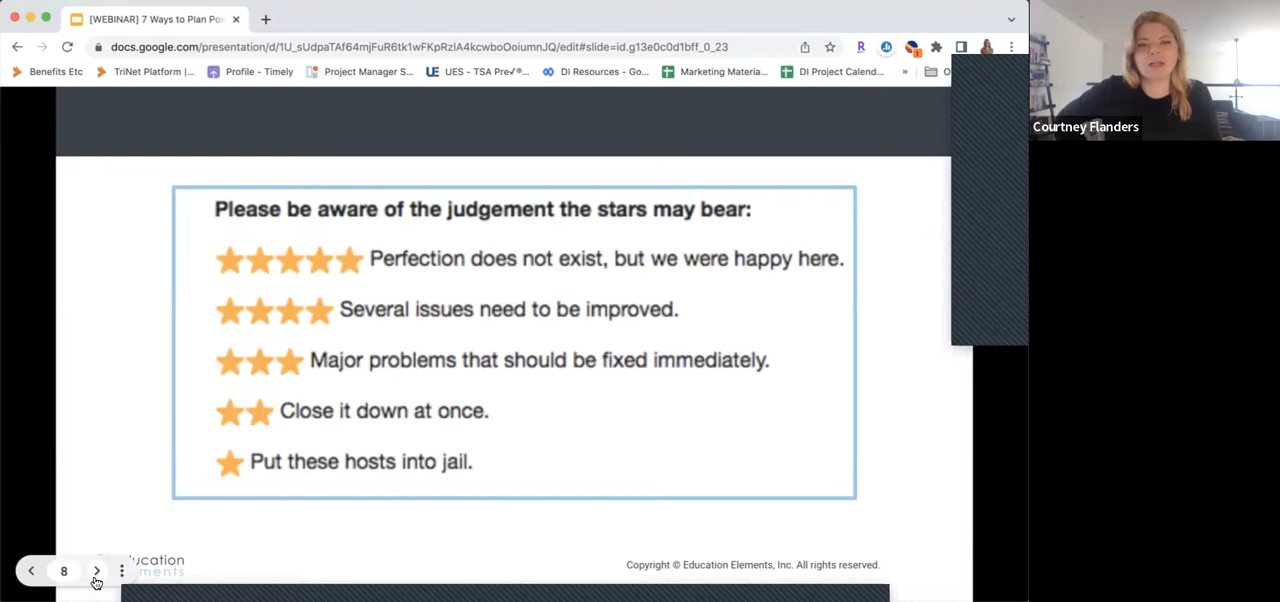 [WEBINAR] 7 Ways to Plan Pow
docs.google.com/presentation/d/1U_sUdpaTAf64mjFuR6tk1wFKpRzlA4kcwboOoiumnJQ/edit#slide=id.g13e0c0d1bff_0_23
Benefits Etc
TriNet Platform |...
Profile - Timely
Project Manager S...
UES - TSA Pre✓®...
DI Resources - Go...
Marketing Materia...
DI Project Calend...
»
Courtney Flanders
Please be aware of the judgement the stars may bear:
Perfection does not exist, but we were happy here.
Several issues need to be improved.
Major problems that should be fixed immediately.
Close it down at once.
Put these hosts into jail.
8
Copyright © Education Elements, Inc. All rights reserved.